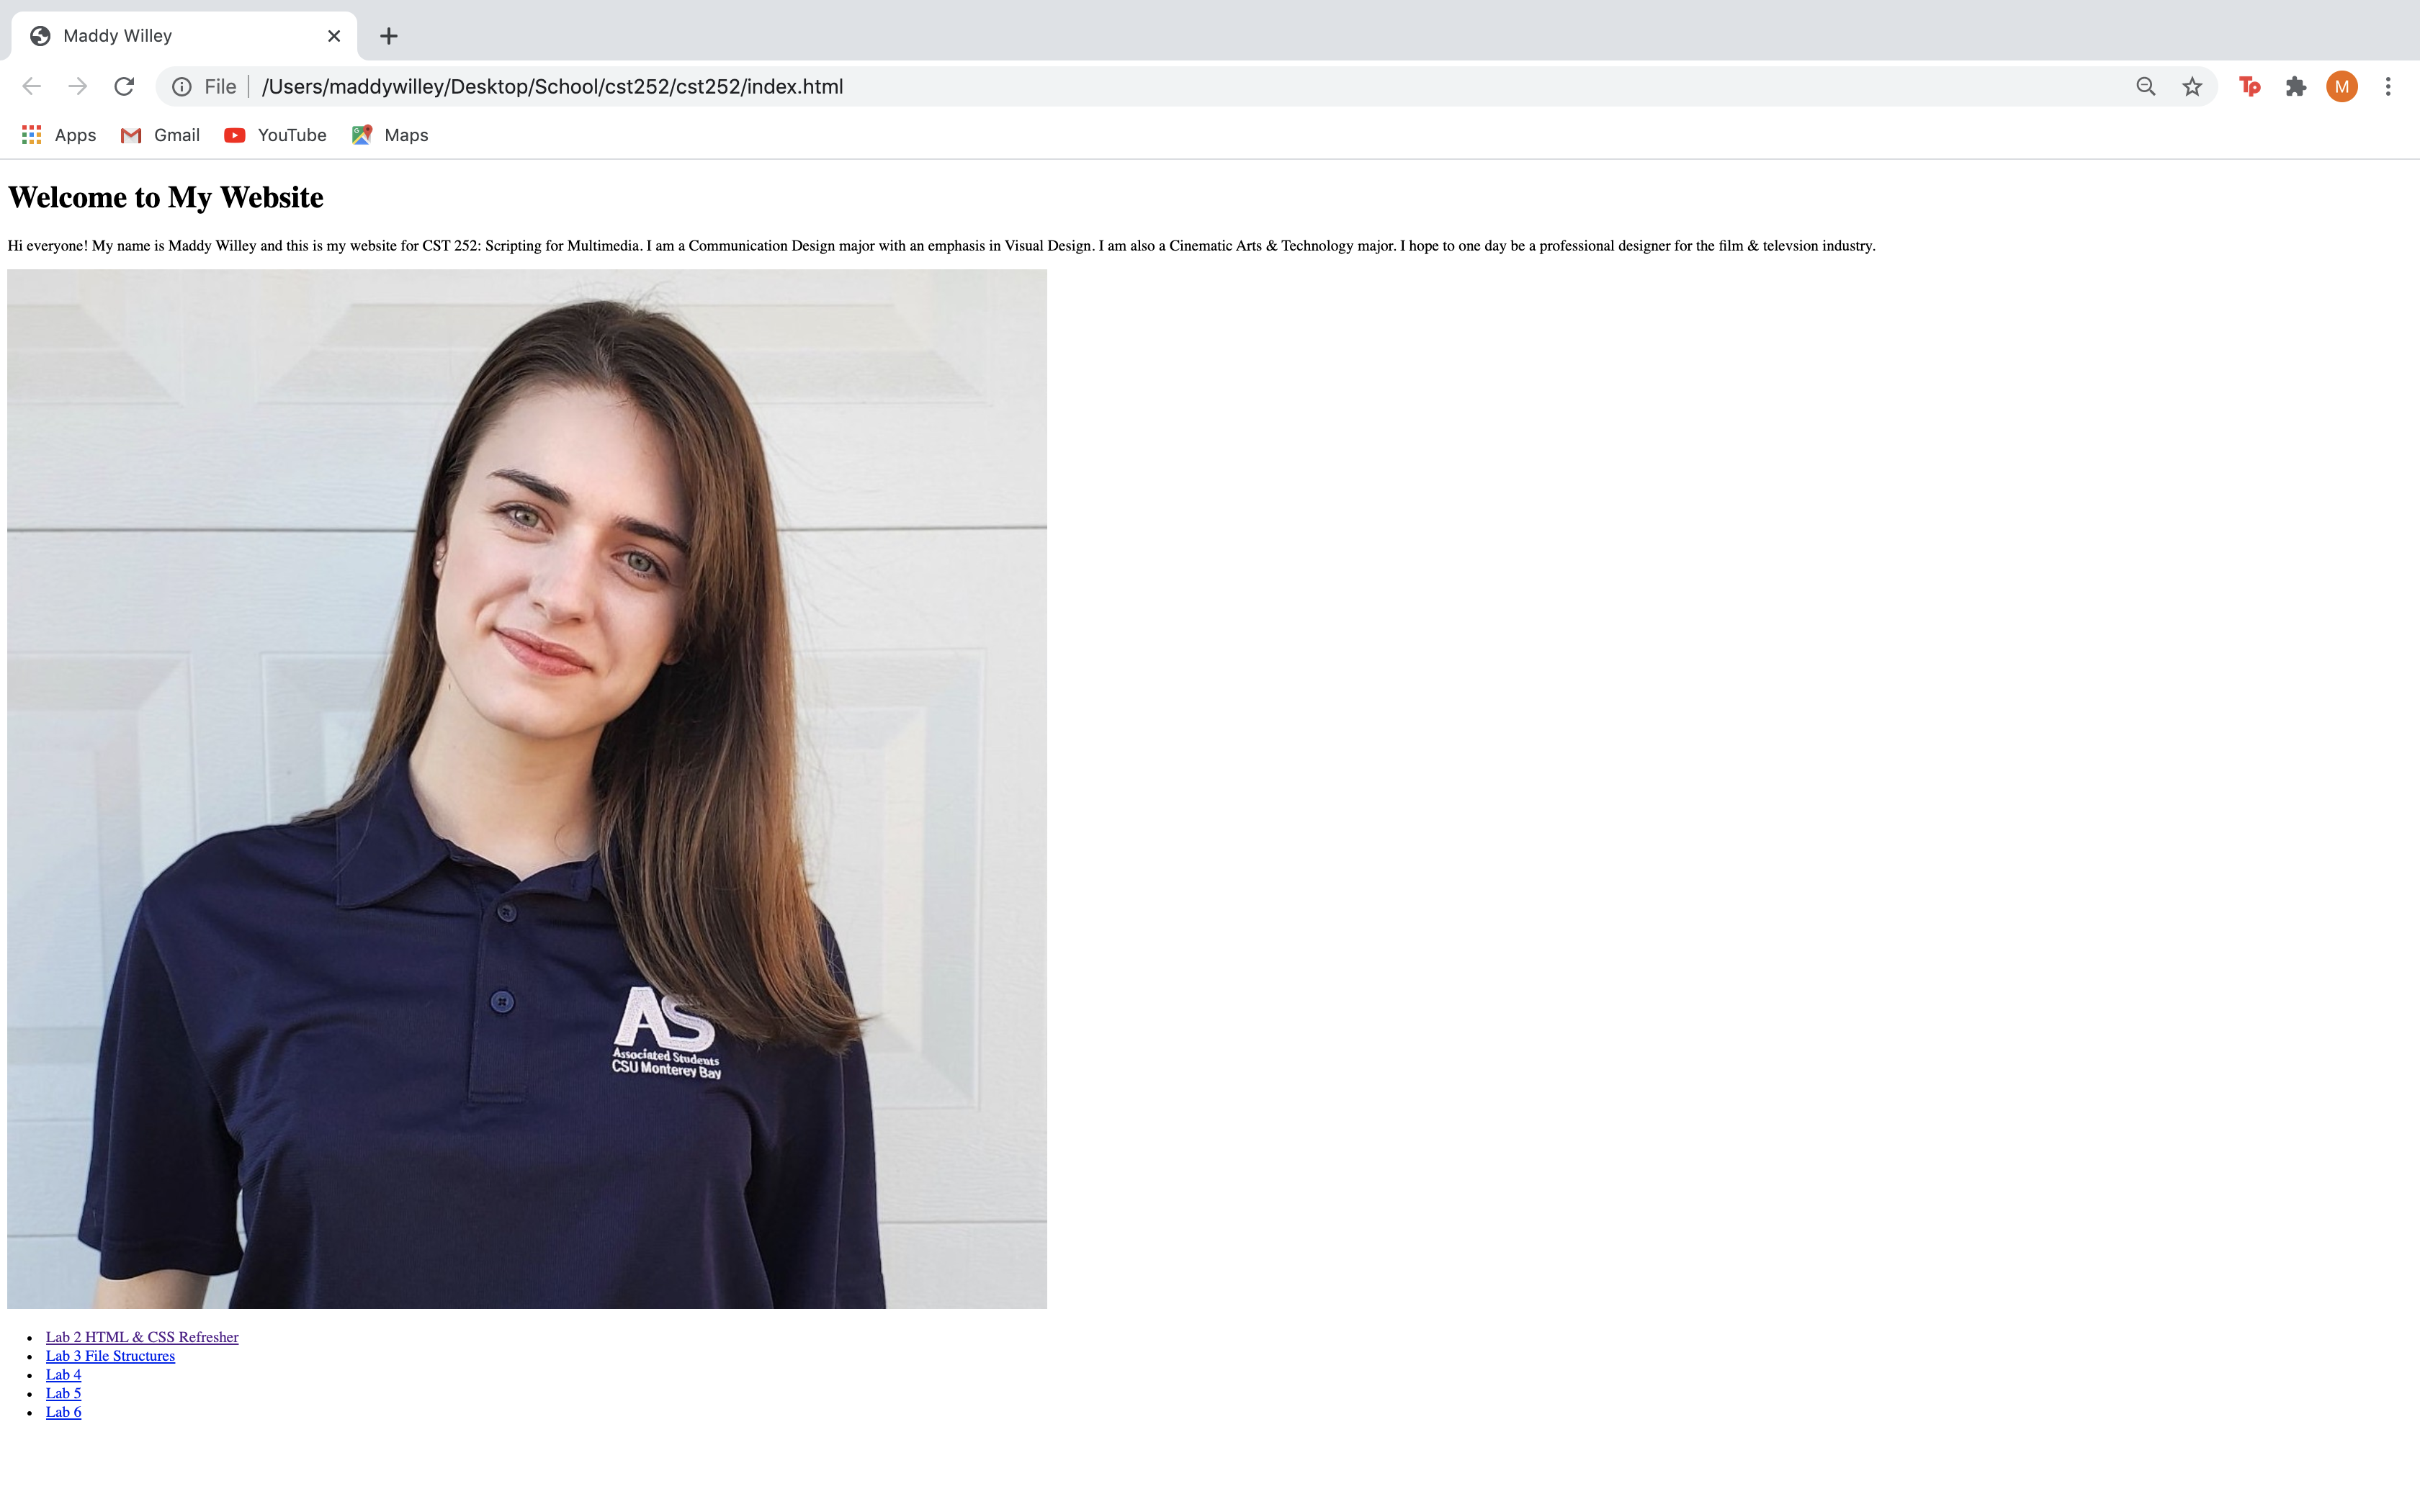 Maddy Willey
File /Users/maddywilley/Desktop/School/cst252/cst252/index.html
Tp
M
Apps Gmail YouTube Maps
Welcome to My Website
Hi everyone! My name is Maddy Willey and this is my website for CST 252: Scripting for Multimedia. I am a Communication Design major with an emphasis in Visual Design. I am also a Cinematic Arts & Technology major. I hope to one day be a professional designer for the film & televsion industry.
AS
Associated Students
CSU Monterey Bay
Lab 2 HTML & CSS Refresher
Lab 3 File Structures
Lab 4
Lab 5
Lab 6